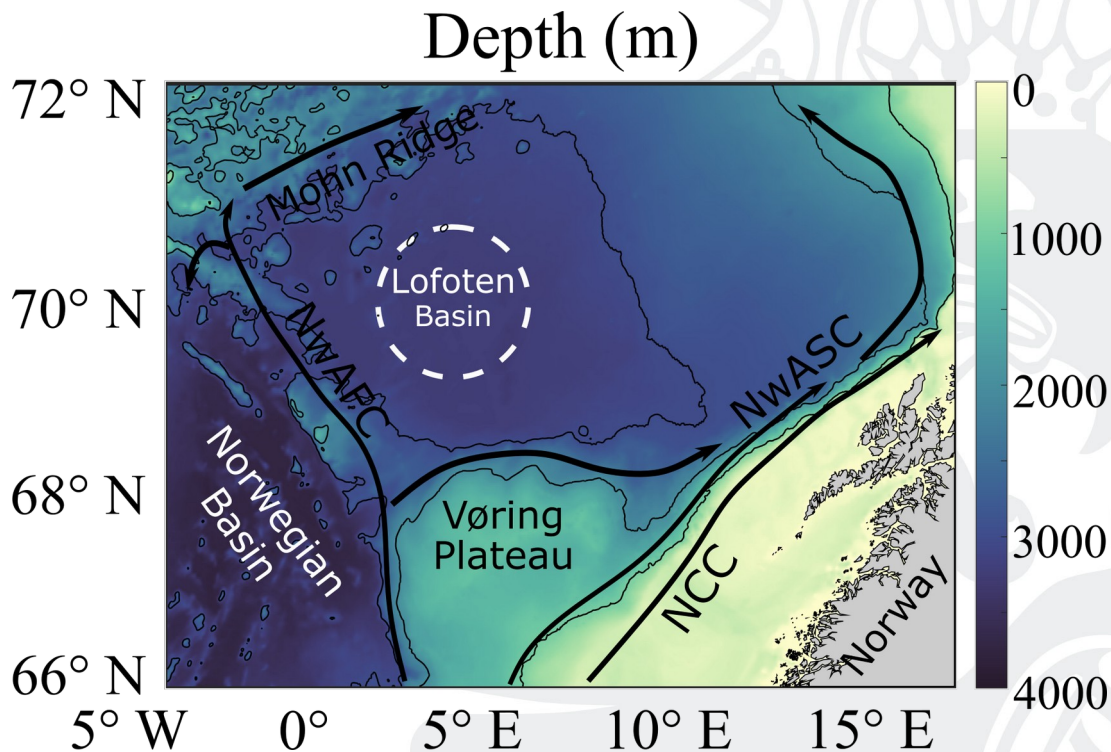 Depth (m)
72° N
70° N
68° N
66° N
5° W
0°
5° E
10° E
15° E
0
1000
2000
3000
4000
Mohn Ridge
Lofoten
Basin
NwAFC
NwASC
Norwegian
Basin
Vøring
Plateau
NCC
Norway